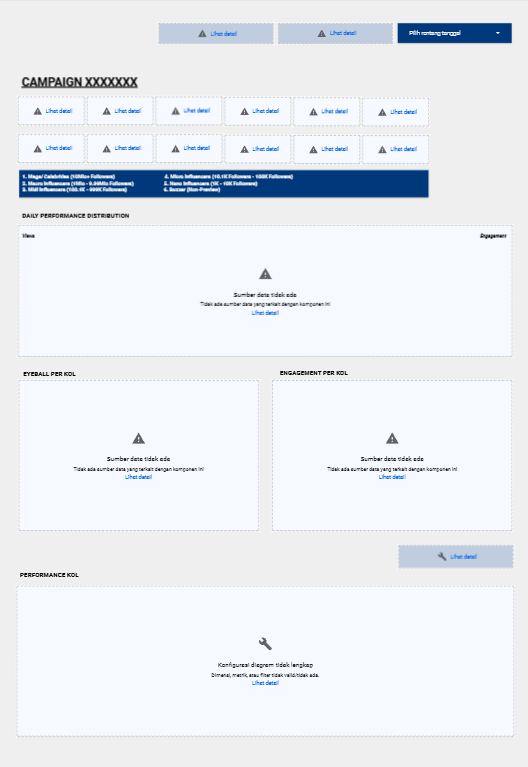 Lihat detail
Lihat detail
Pilih rentang tanggal
CAMPAIGN XXXXXXX
Lihat detail
Lihat detail
Lihat detail
Lihat detail
Lihat detail
Lihat detail
Lihat detail
Lihat detail
Lihat detail
Lihat detail
Lihat detail
Lihat detail
1. Mega/ Celebrities (10Mio+ Followers)
2. Macro Influencers (1Mio - 9.99Mio Followers)
3. Midl Influencers (100.1K - 999K Followers)
4. Micro Influencers (10.1K Followers - 100K Followers)
5. Nano Influencers (1K - 10K Followers)
6. Buzzer (Non-Preview)
DAILY PERFORMANCE DISTRIBUTION
Views
Engagement
Sumber data tidak ada
Tidak ada sumber data yang terkait dengan komponen ini
Lihat detail
EYEBALL PER KOL
ENGAGEMENT PER KOL
Sumber data tidak ada
Tidak ada sumber data yang terkait dengan komponen ini
Lihat detail
Sumber data tidak ada
Tidak ada sumber data yang terkait dengan komponen ini
Lihat detail
Lihat detail
PERFORMANCE KOL
Konfigurasi diagram tidak lengkap
Dimensi, metrik, atau filter tidak valid/tidak ada.
Lihat detail